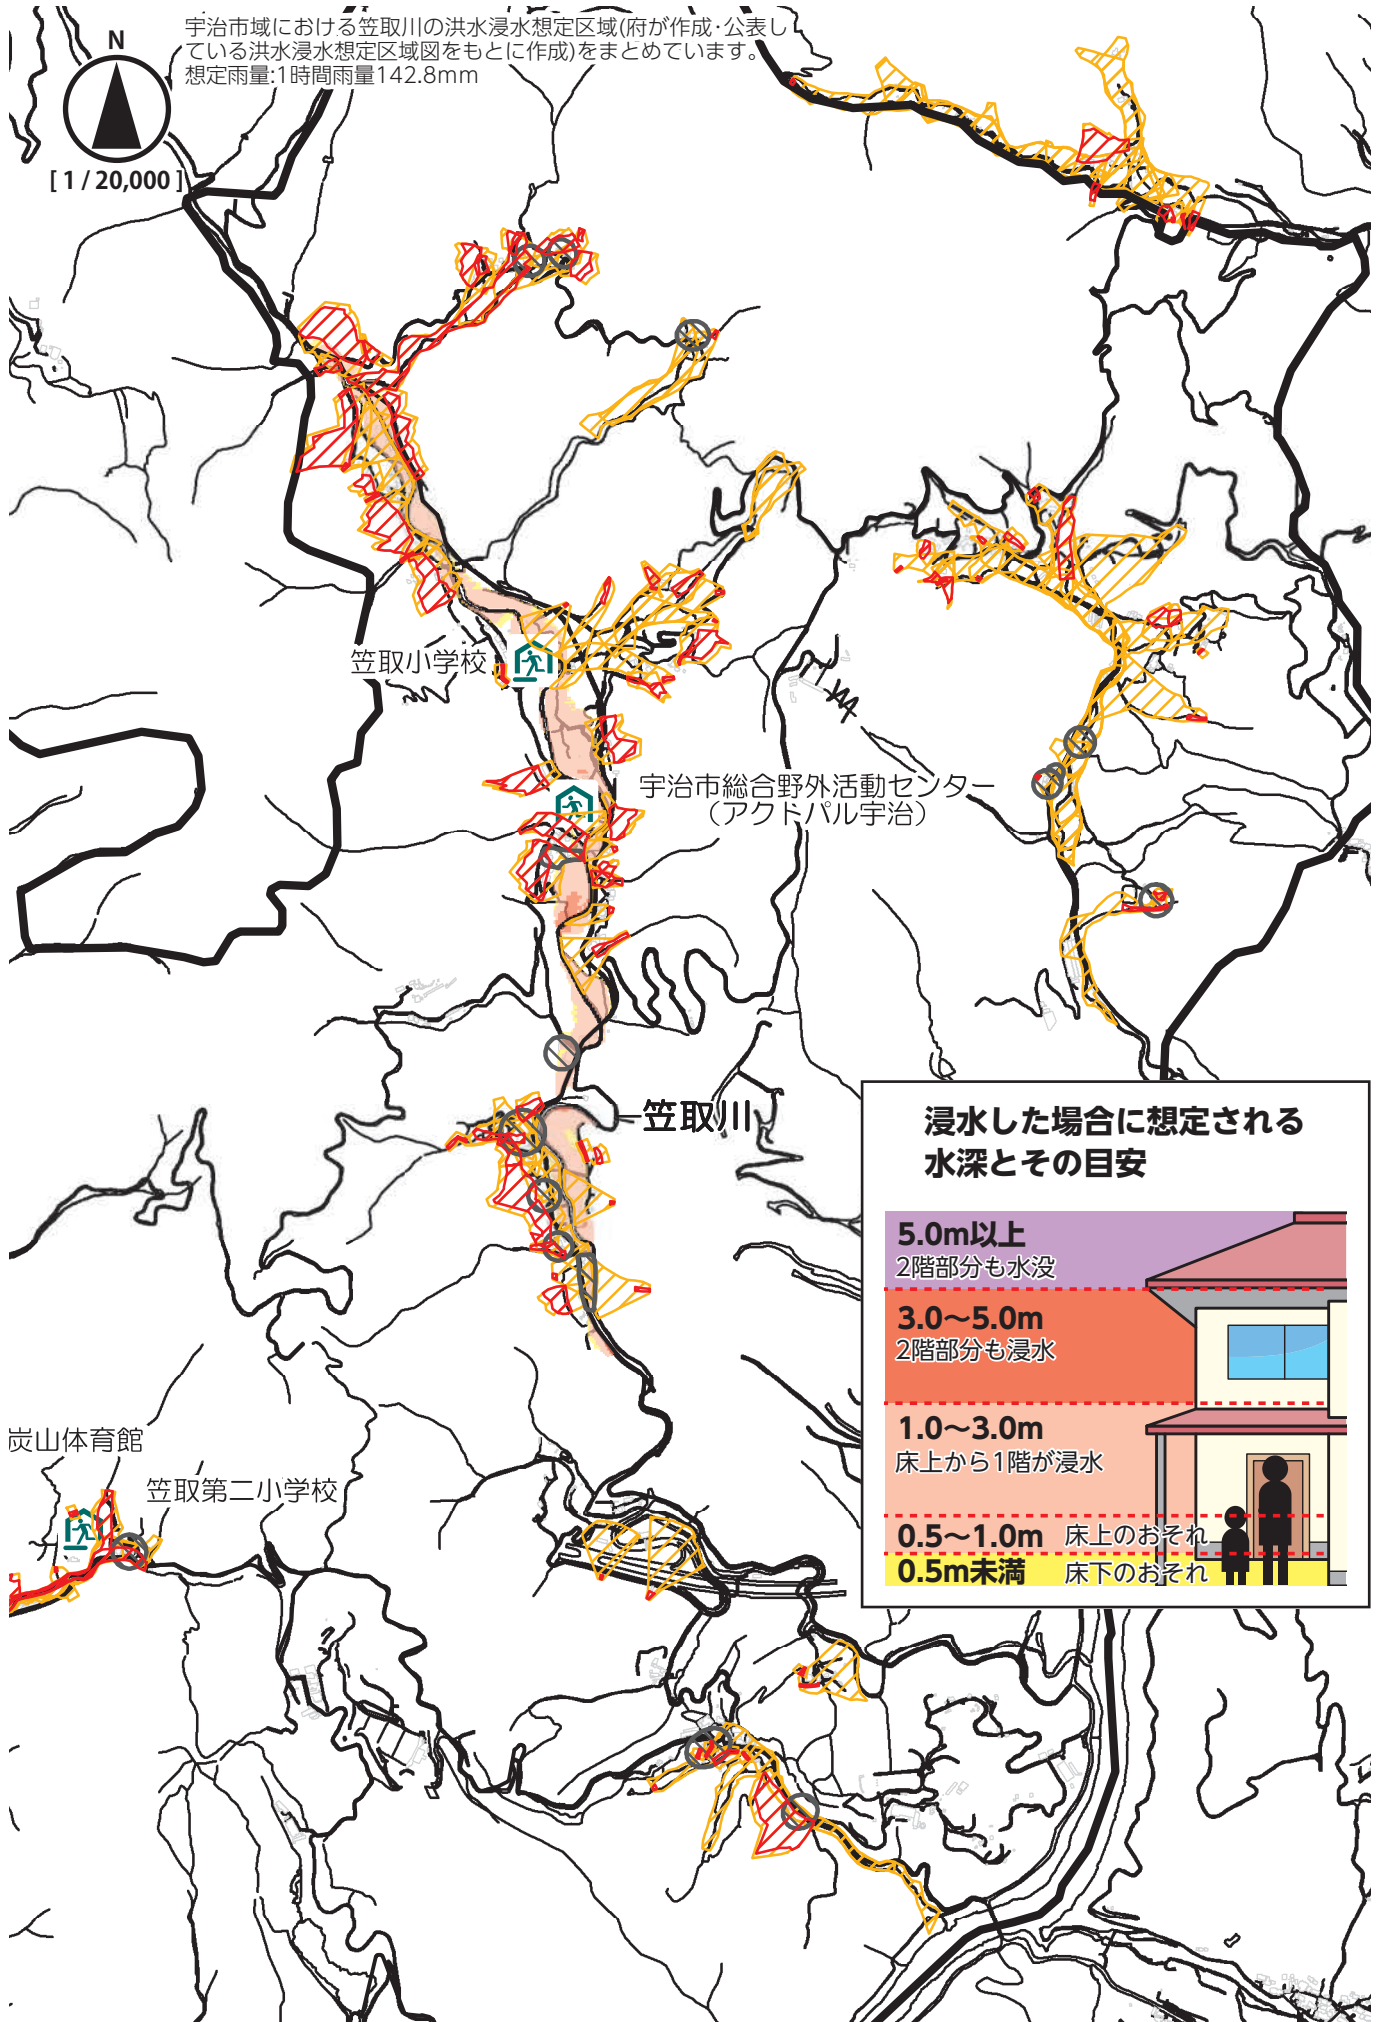 宇治市域における笠取川の洪水浸水想定区域(府が作成･公表し
ている洪水浸水想定区域図をもとに作成)をまとめています。
想定雨量:1時間雨量142.8mm
N
[ 1 / 20,000 ]
笠取小学校
宇治市総合野外活動センター
（アクトパル宇治）
笠取川
炭山体育館
笠取第二小学校
浸水した場合に想定される
水深とその目安
5.0m以上
2階部分も水没
3.0～5.0m
2階部分も浸水
1.0～3.0m
床上から1階が浸水
0.5～1.0m 床上のおそれ
0.5m未満 床下のおそれ